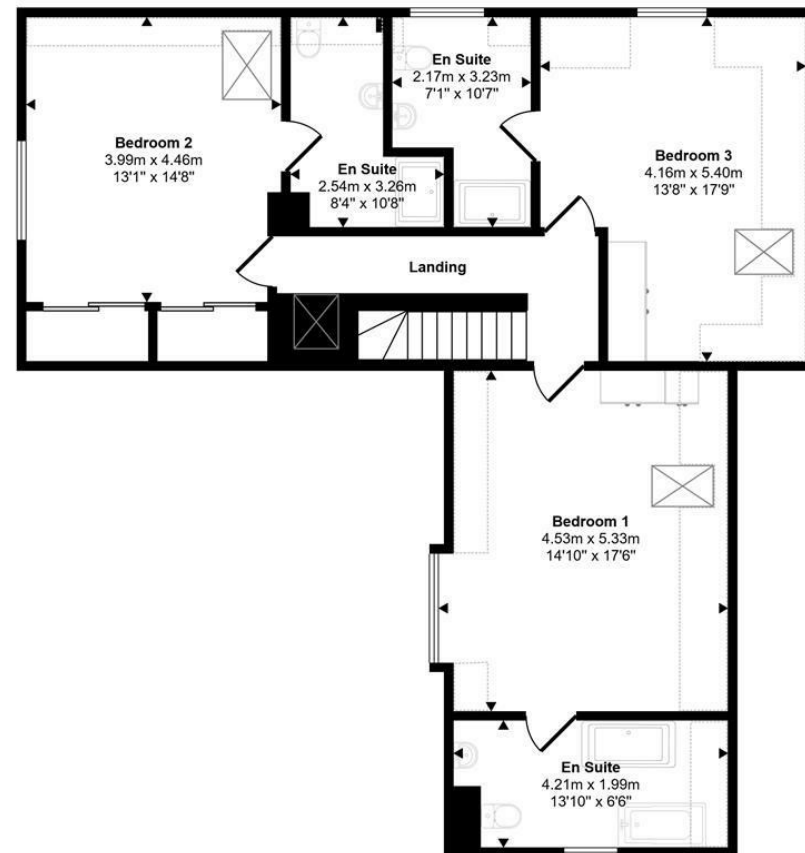 En Suite
2.17m x 3.23m
7'1" x 10'7"
Bedroom 2
3.99m x 4.46m
13'1" x 14'8"
En Suite
2.54m x 3.26m
8'4" x 10'8"
Bedroom 3
4.16m x 5.40m
13'8" x 17'9"
Landing
Bedroom 1
4.53m x 5.33m
14'10" x 17'6"
En Suite
4.21m x 1.99m
13'10" x 6'6"